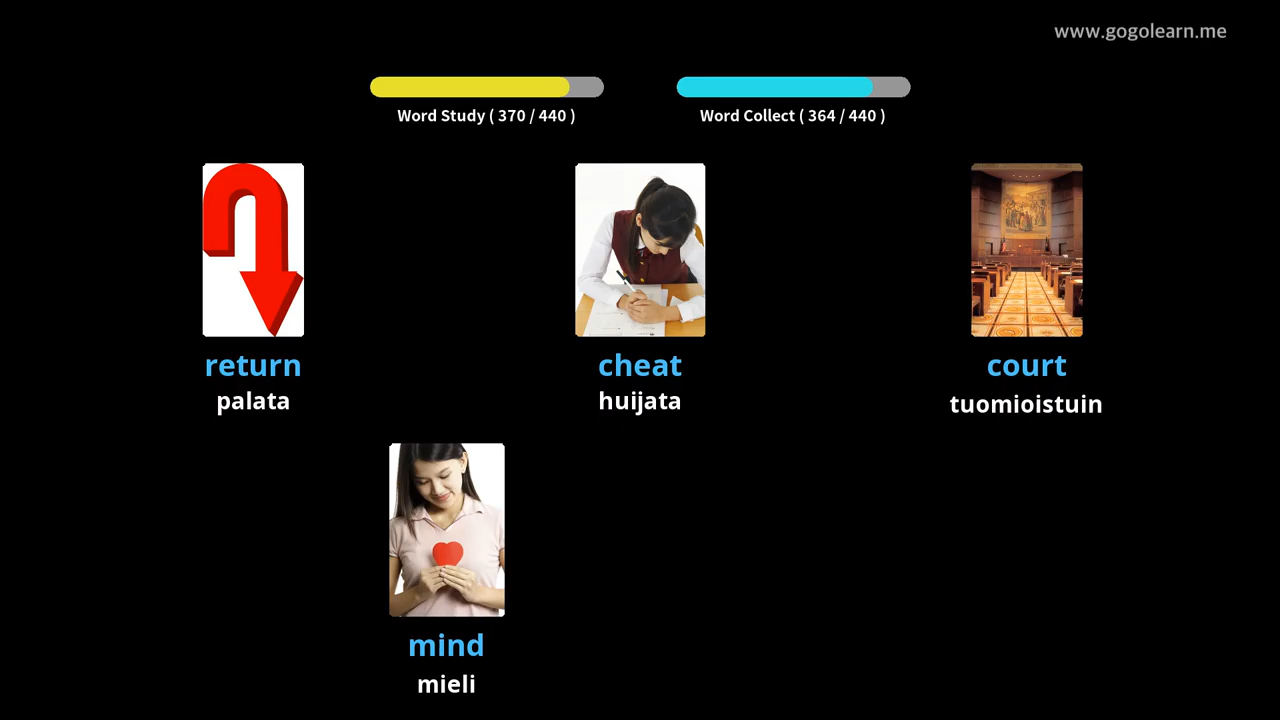 www.gogolearn.me
Word Study ( 370 / 440 )
Word Collect ( 364 / 440 )
return
palata
cheat
huijata
court
tuomioistuin
mind
mieli